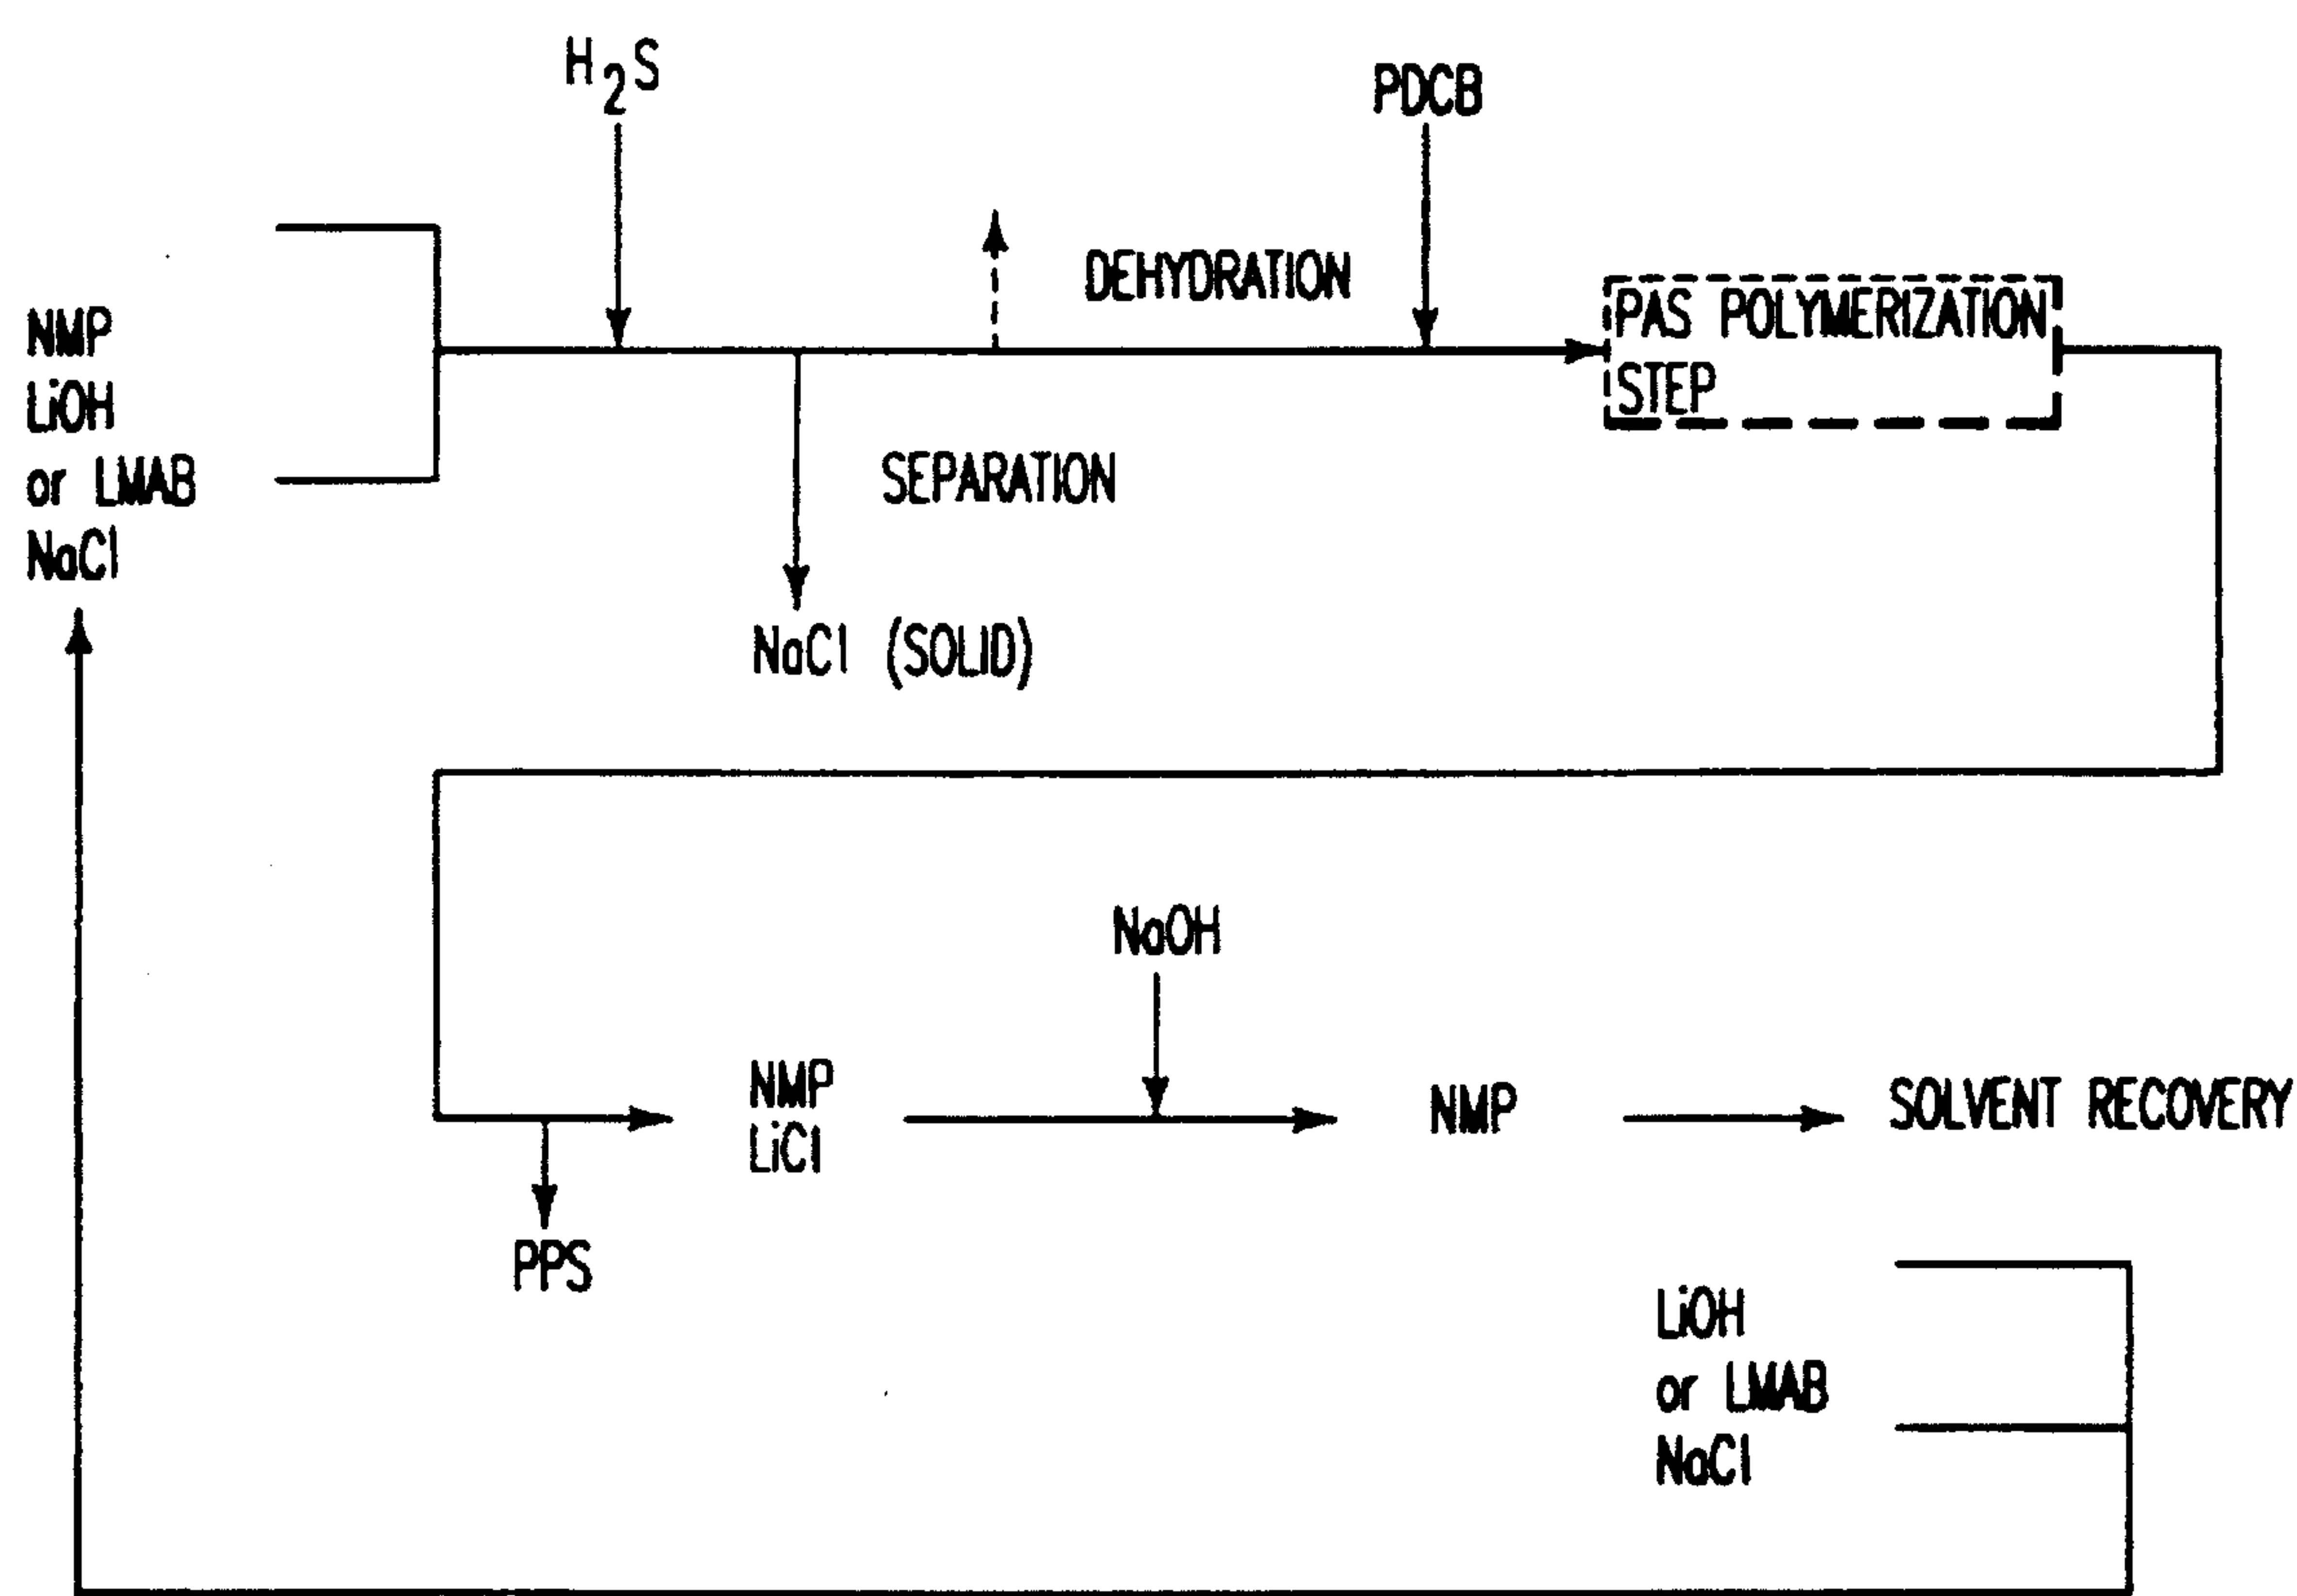 H2S
PDCB
DEHYDRATION
PAS POLYMERIZATION
STEP
NMP
LiOH
or LMAB
NaCl
SEPARATION
NaCl (SOLID)
NaOH
NMP
LiCl
NMP
SOLVENT RECOVERY
PPS
LiOH
or LMAB
NaCl